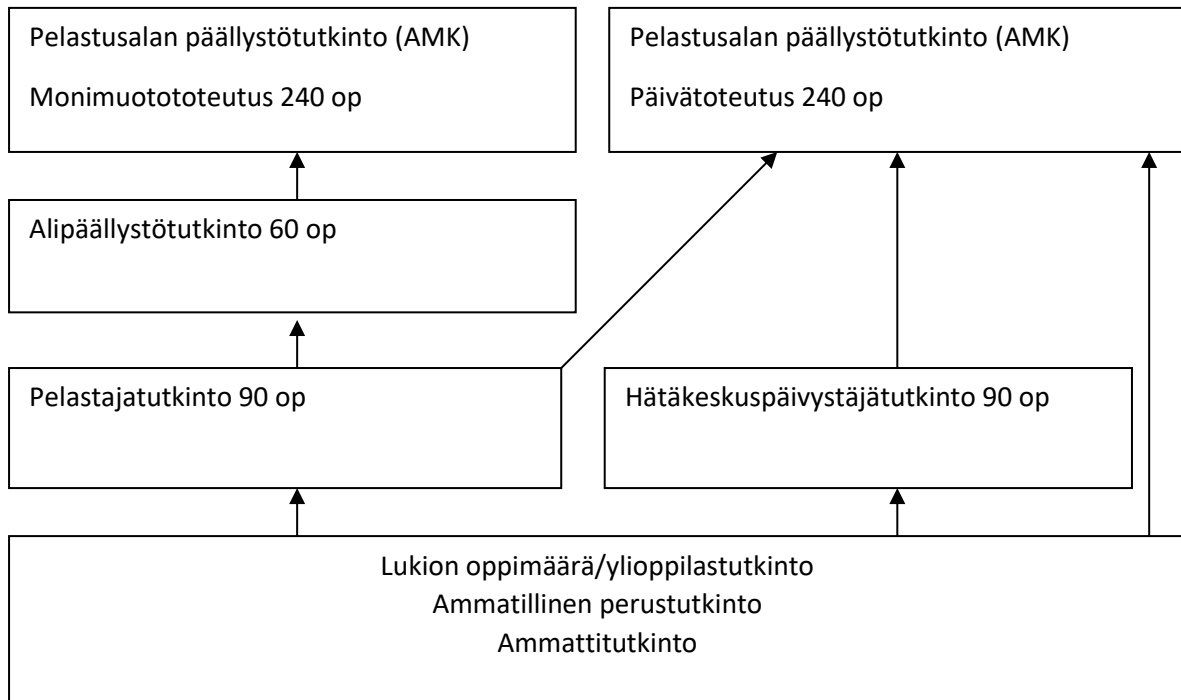 Pelastusalan päällystötutkinto (AMK)
Monimuotototeutus 240 op
Pelastusalan päällystötutkinto (AMK)
Päivätoteutus 240 op
Alipäällystötutkinto 60 op
Pelastajatutkinto 90 op
Hätäkeskuspäivystäjätutkinto 90 op
Lukion oppimäärä/ylioppilastutkinto
Ammatillinen perustutkinto
Ammattitutkinto